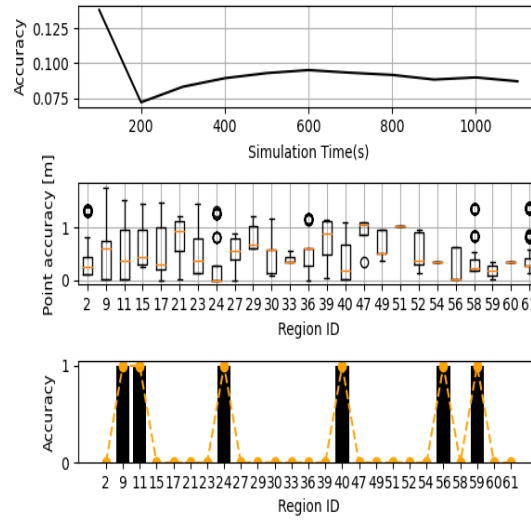 Accuracy
0.125
0.100
0.075
200 400 600 800 1000
Simulation Time(s)
Point accuracy [m]
1
0
2 9 11 15 17 21 23 24 27 29 30 33 36 39 40 47 49 51 52 54 56 58 59 60 61
Region ID
Accuracy
1
0
2 9 11 15 17 21 23 24 27 29 30 33 36 39 40 47 49 51 52 54 56 58 59 60 61
Region ID